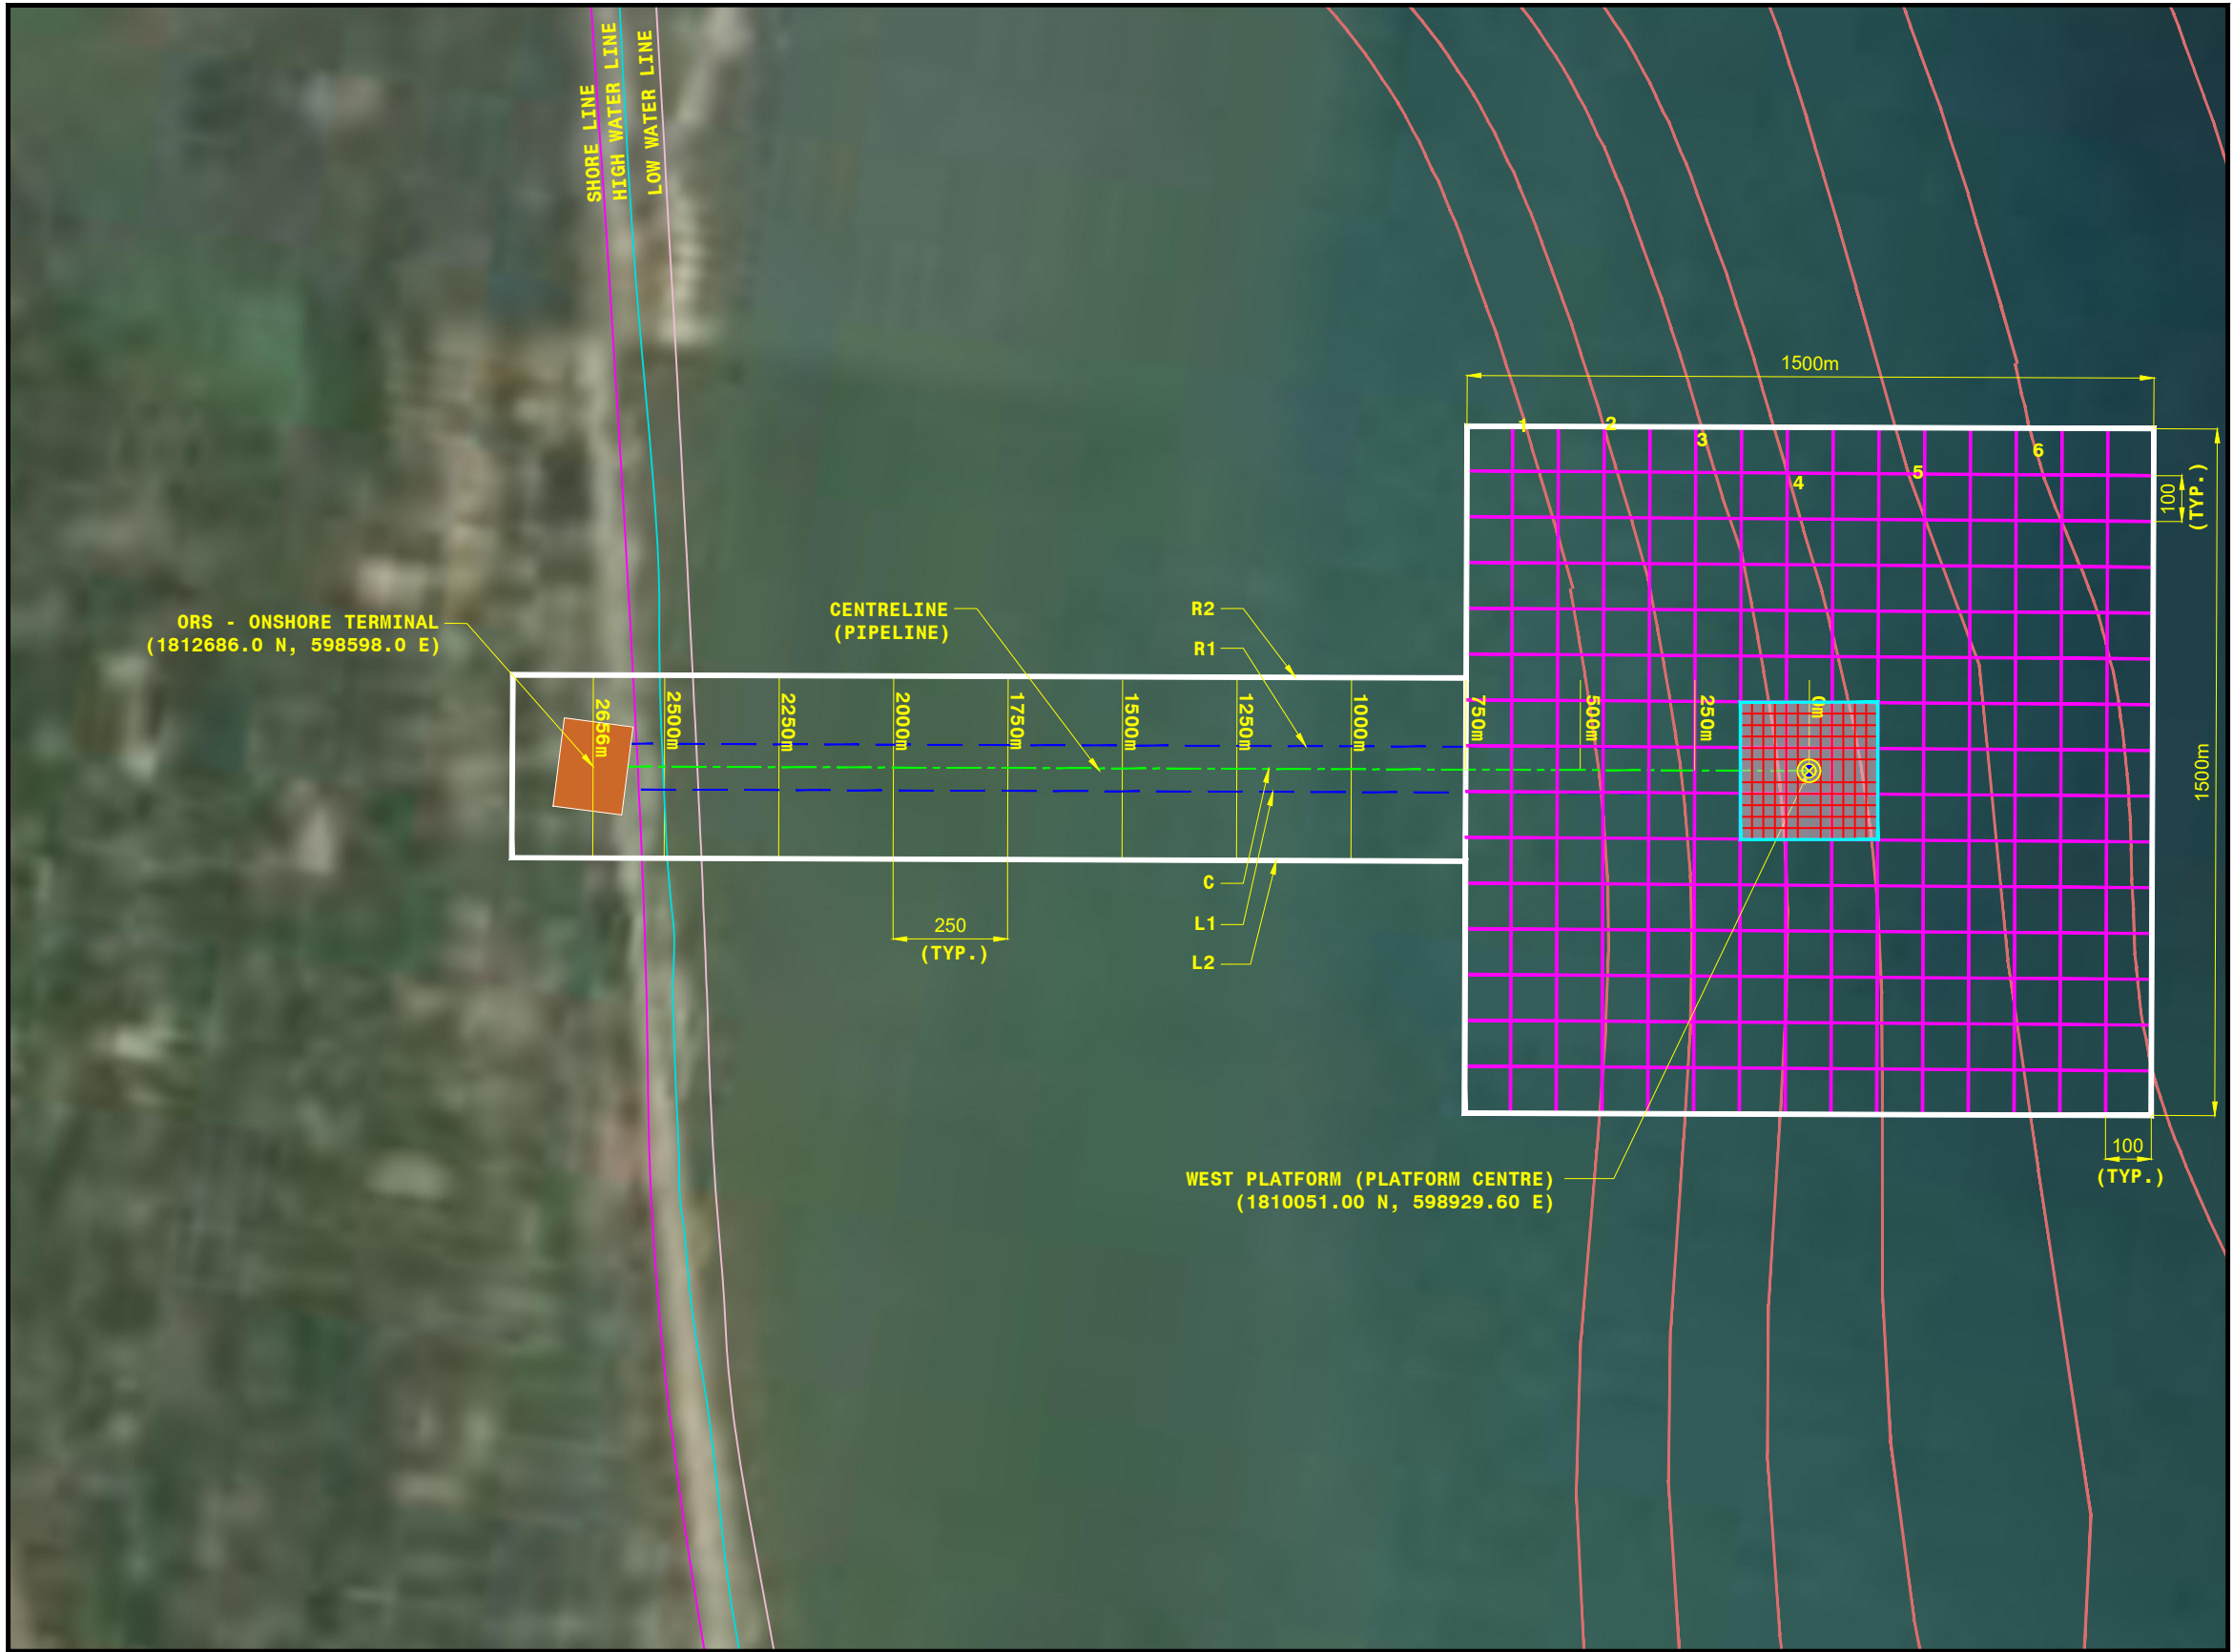 SHORE LINE
HIGH WATER LINE
LOW WATER LINE
1500m
1
2
3
4
5
6
100
(TYP.)
ORS - ONSHORE TERMINAL
(1812686.0 N, 598598.0 E)
CENTRELINE
(PIPELINE)
R2
R1
2656m
2500m
2250m
2000m
1750m
1500m
1250m
1000m
750m
500m
250m
0m
1500m
C
L1
L2
250
(TYP.)
WEST PLATFORM (PLATFORM CENTRE)
(1810051.00 N, 598929.60 E)
100
(TYP.)